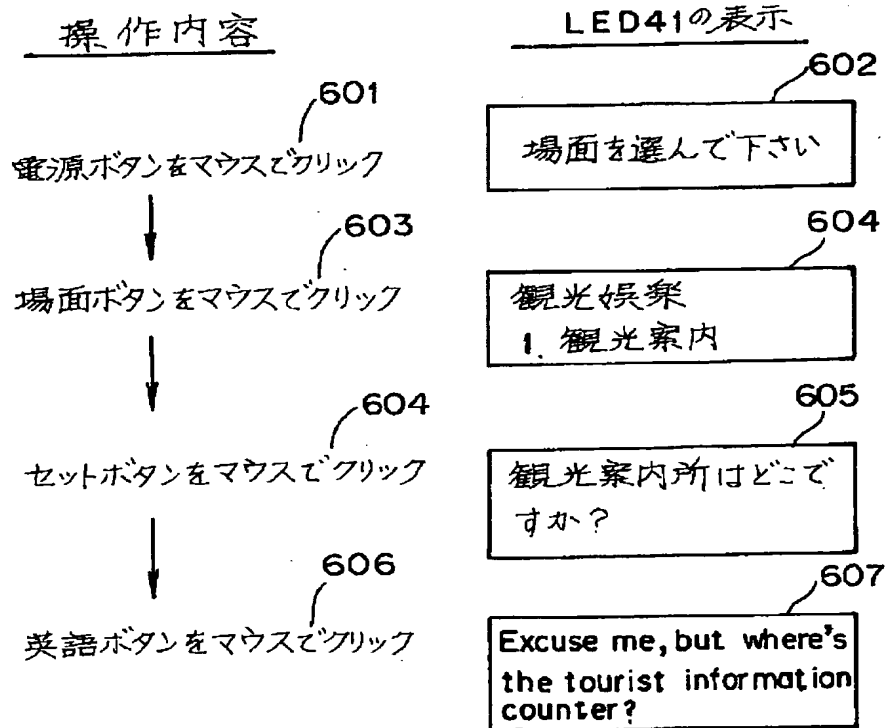 操作内容
LED41の表示
601
602
電源ボタンをマウスでクリック
場面を選んで下さい
603
604
場面ボタンをマウスでクリック
観光娯楽
1. 観光案内
604
605
セットボタンをマウスでクリック
観光案内所はどこで
すか?
606
607
英語ボタンをマウスでクリック
Excuse me, but where's
the tourist information
counter?